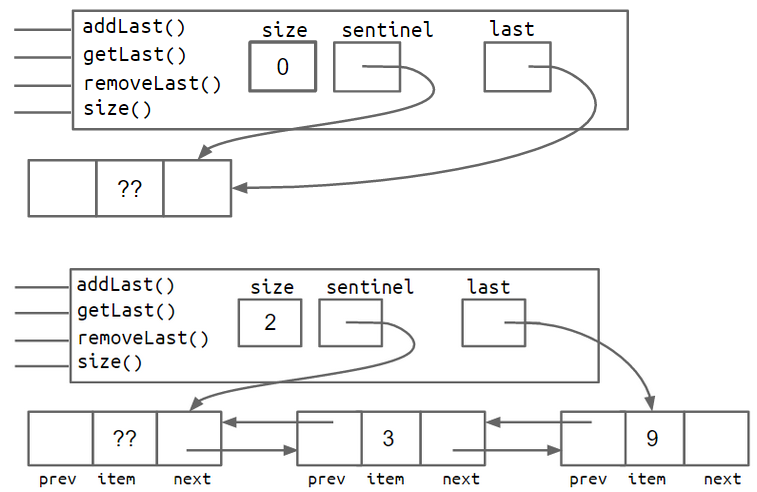 addLast() size sentinel last
getLast() 0
removeLast()
size()
??
addLast() size sentinel last
getLast()
removeLast() 2
size()
?? 3 9
prev item next prev item next prev item next